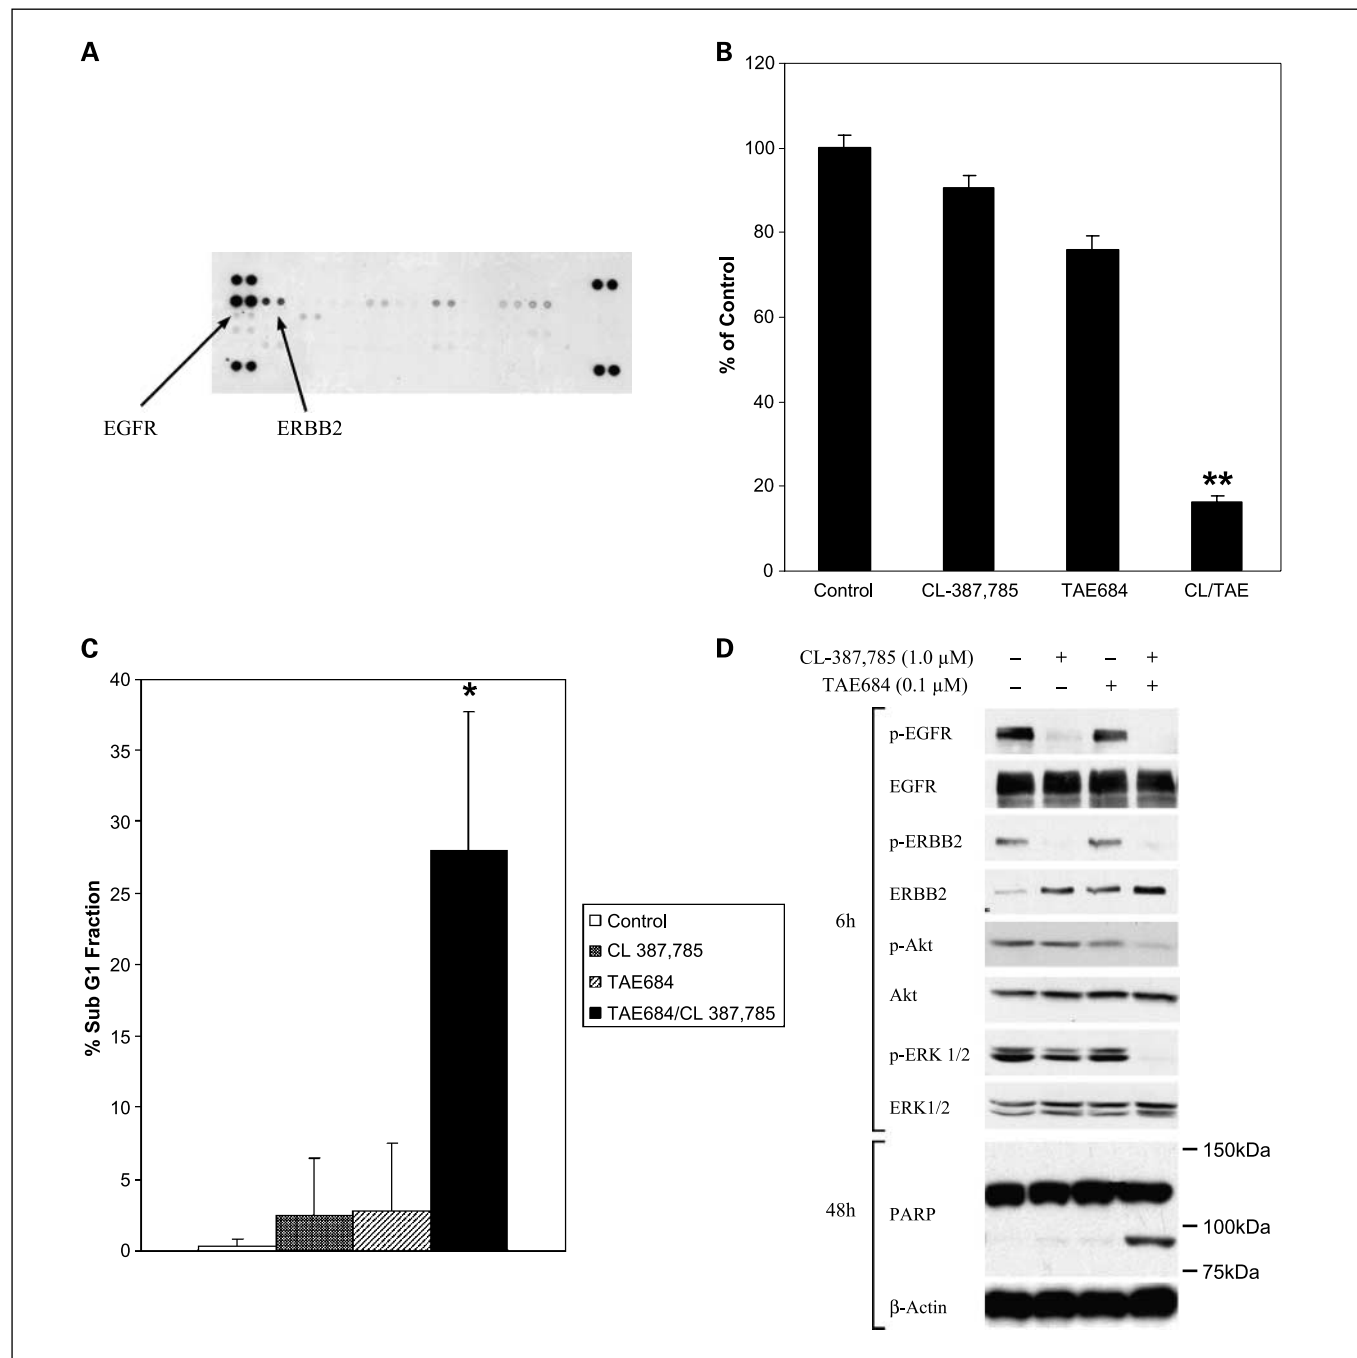 A
EGFR
ERBB2
B
120
100
80
60
40
20
0
% of Control
**
Control
CL-387,785
TAE684
CL/TAE
C
40
35
30
25
20
15
10
5
0
% Sub G1 Fraction
*
Control
CL 387,785
TAE684
TAE684/CL 387,785
D
CL-387,785 (1.0 µM) – + – +
TAE684 (0.1 µM) – – + +
6h
p-EGFR
EGFR
p-ERBB2
ERBB2
p-Akt
Akt
p-ERK 1/2
ERK1/2
48h
PARP
150kDa
100kDa
75kDa
β-Actin